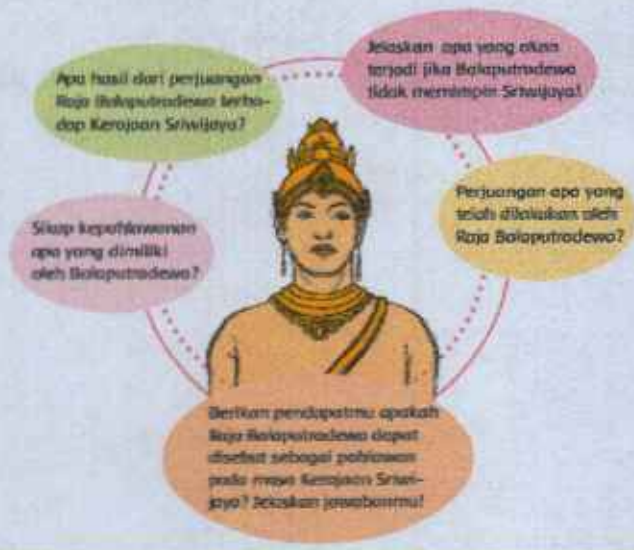 Apa hasil dari perjuangan
Raja Balaputradewa terha-
dap Kerajaan Sriwijaya?
Jelaskan apa yang akan
terjadi jika Balaputradewa
tidak memimpin Sriwijaya!
Perjuangan apa yang
telah dilakukan oleh
Raja Balaputradewa?
Sikap kepahlawanan
apa yang dimiliki
oleh Balaputradewa?
Berikan pendapatmu apakah
Raja Balaputradewa dapat
disebut sebagai pahlawan
pada masa Kerajaan Sriwi-
jaya? Jelaskan jawabanmu!